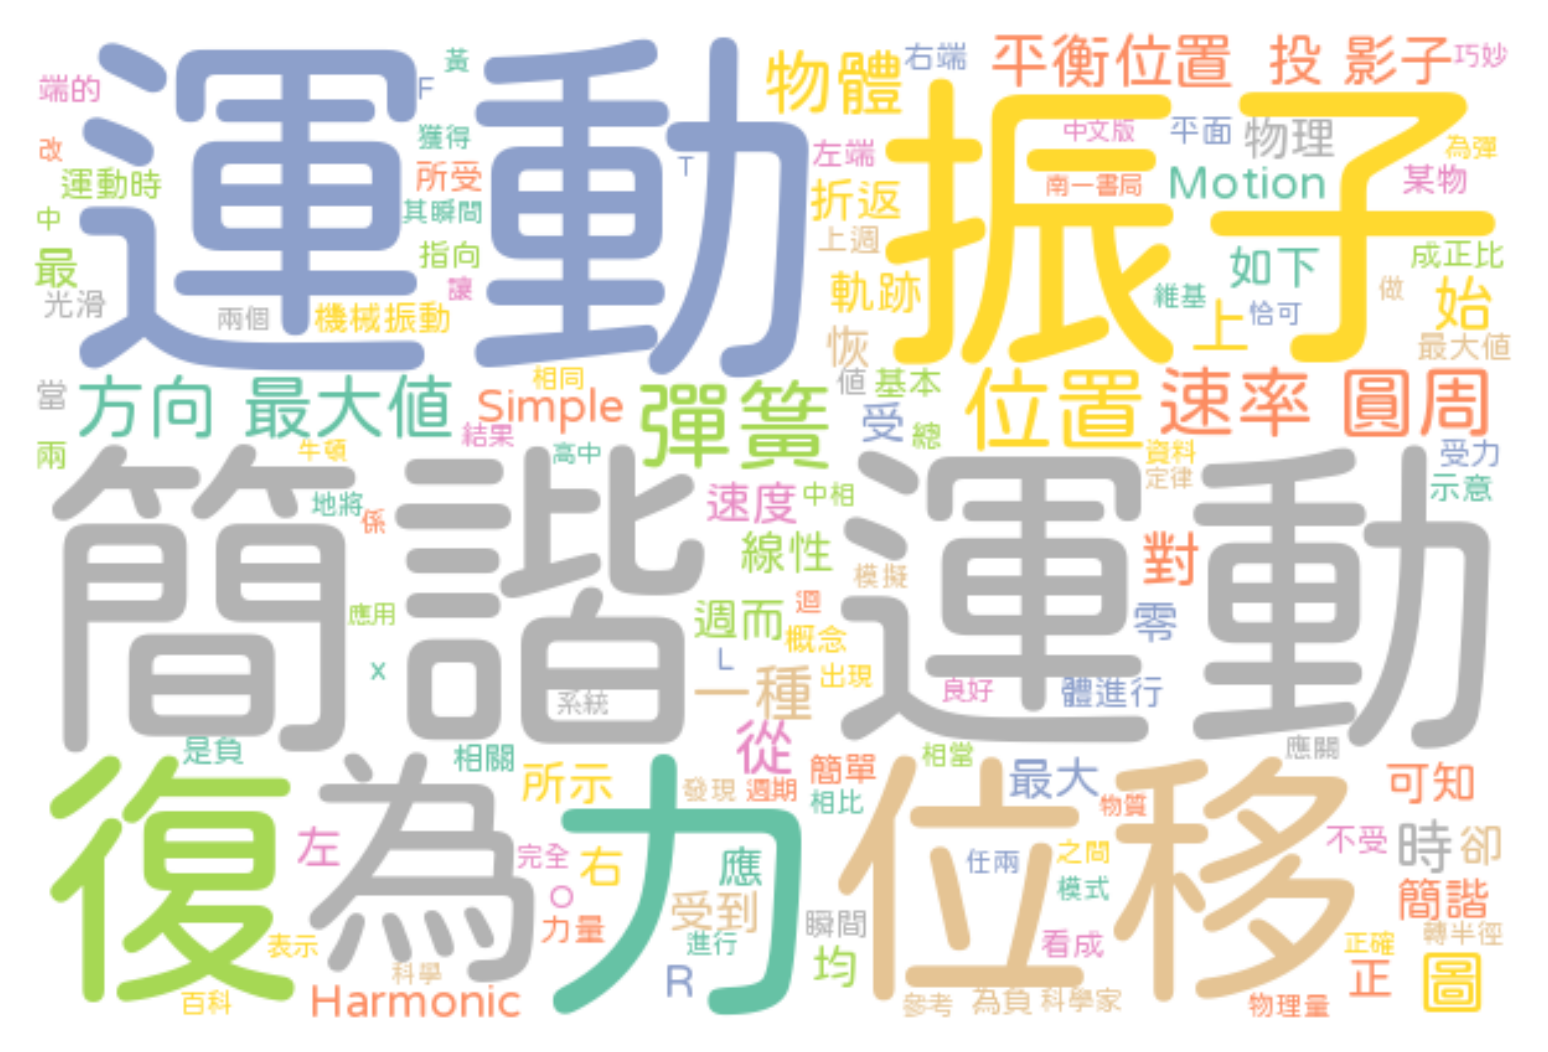 運動
振子
物體
右端
平衡位置
投
影子
巧妙
端的
黃
F
改
獲得
運動時
所受
T
左端
中文版
平面
物理
為彈
南一書局
Motion
某物
折返
中
其瞬間
上週
最
指向
如下
成正比
光滑
讓
軌跡
維基
做
始
兩個
機械振動
上
恰可
恢
最大值
當
方向
最大值
相同
Simple
結果
彈簧
值
基本
受
總
位置
速率
圓周
兩
牛頓
高中
資料
定律
受力
示意
簡諧運動
地將
係
速度
中相
線性
對
模擬
應用
週而
迴
概念
零
x
L
一種
出現
良好
體進行
系統
從
是負
相關
相當
應關
復
為
力
位移
所示
發現
週期
簡單
相比
最大
物質
可知
左
完全
右
應
任兩
之間
模式
不受
時
卻
O
受到
簡諧
表示
力量
進行
瞬間
看成
正確
轉半徑
科學
R
均
正
圖
百科
Harmonic
參考
為負
科學家
物理量